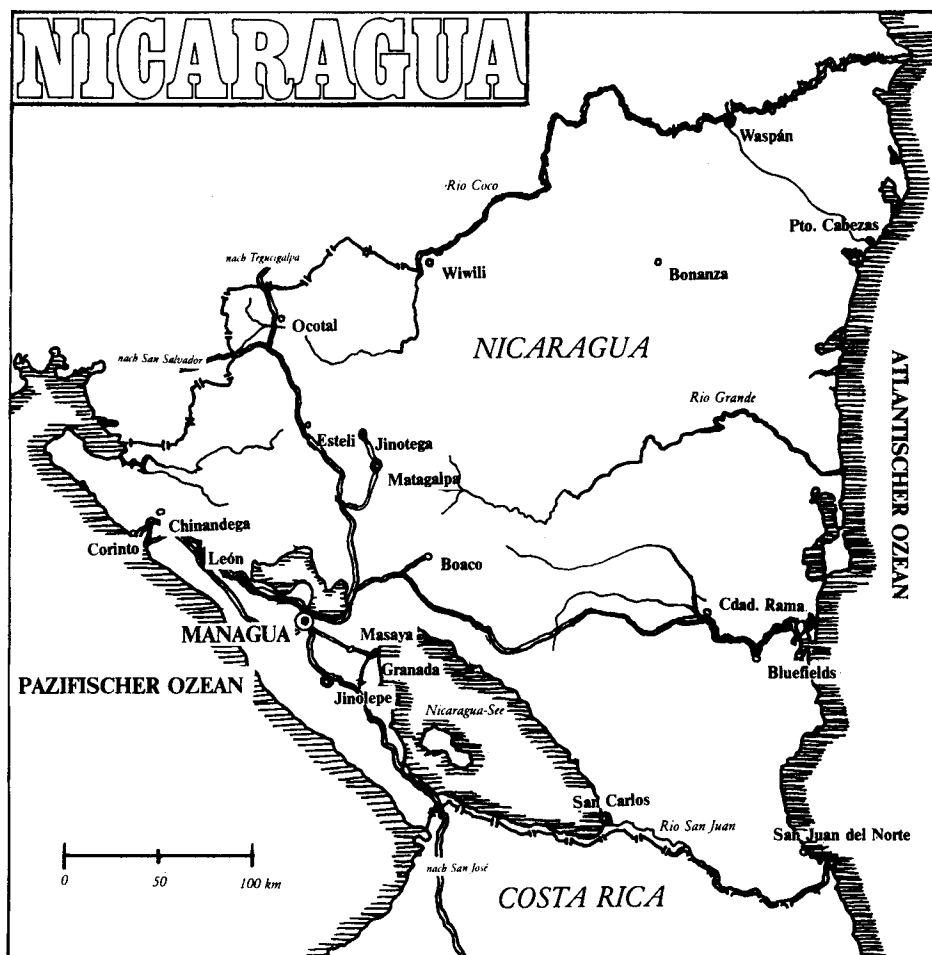 NICARAGUA
Waspán
Rio Coco
Pto. Cabezas
nach Tegucigalpa
Wiwili
Bonanza
Ocotal
NICARAGUA
nach San Salvador
ATLANTISCHER OZEAN
Rio Grande
Esteli
Jinotega
Matagalpa
Chinandega
Corinto
León
Boaco
Cdad. Rama
MANAGUA
Masaya
Granada
Bluefields
PAZIFISCHER OZEAN
Jinolepe
Nicaragua-See
San Carlos
Rio San Juan
San Juan del Norte
nach San José
0 50 100 km
COSTA RICA